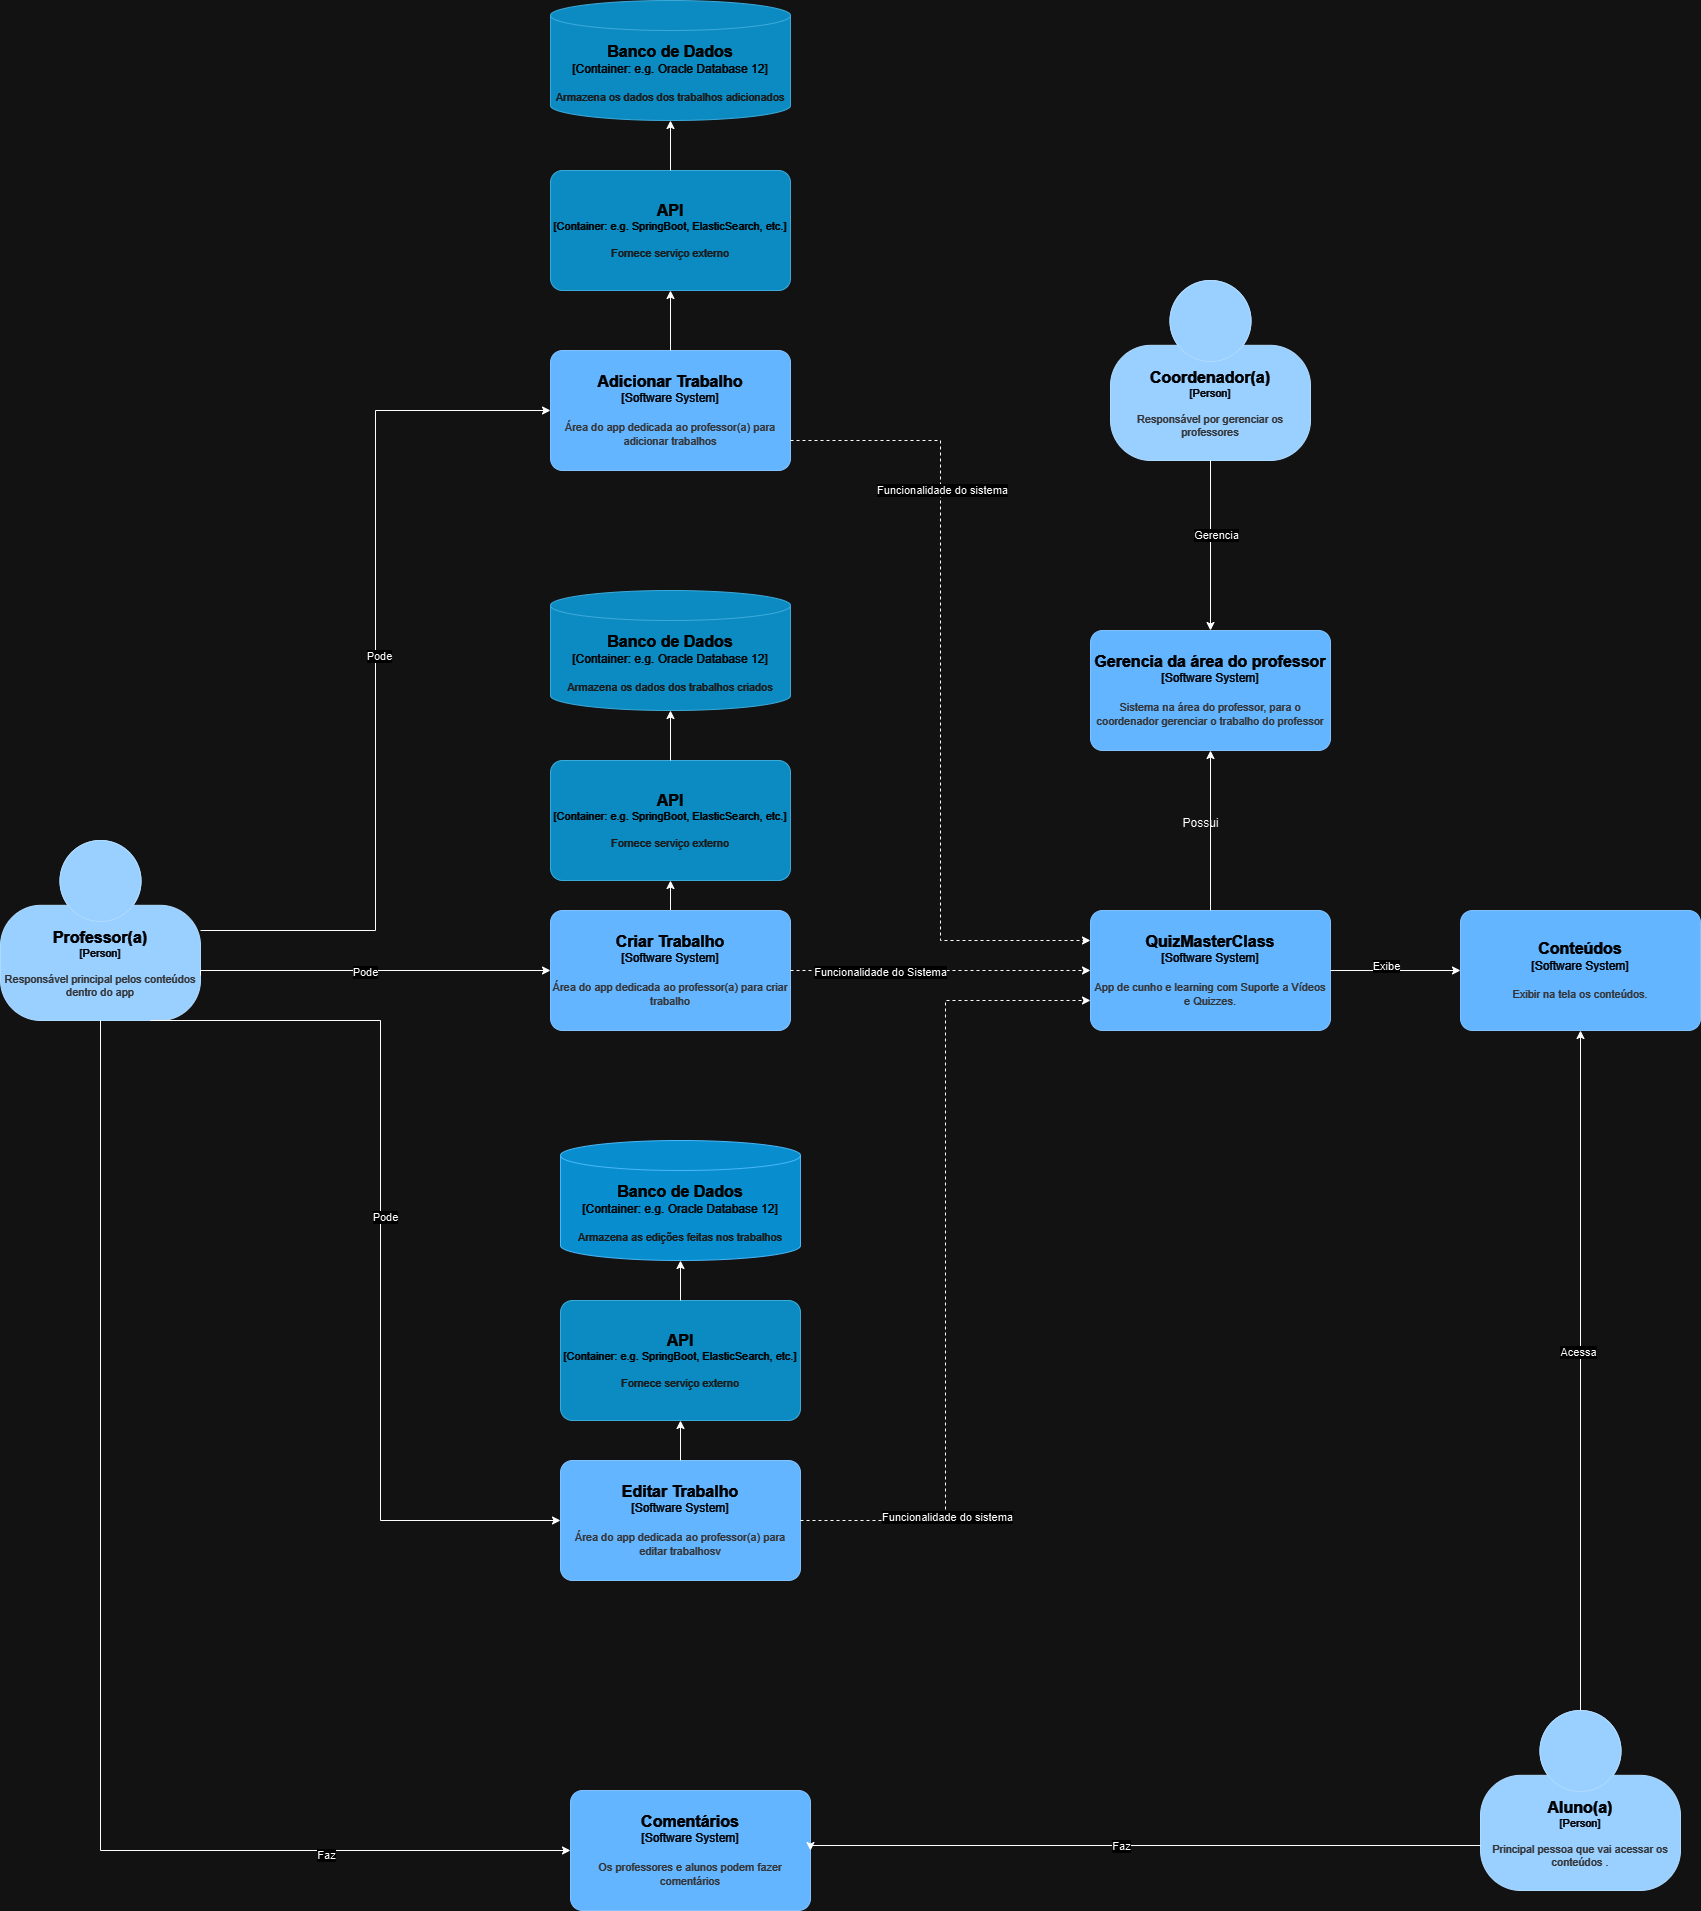 Banco de Dados
[Container: e.g. Oracle Database 12]
Armazena os dados dos trabalhos adicionados
API
[Container: e.g. SpringBoot, ElasticSearch, etc.]
Fornece serviço externo
Adicionar Trabalho
[Software System]
Área do app dedicada ao professor(a) para
adicionar trabalhos
Coordenador(a)
[Person]
Responsável por gerenciar os
professores
Funcionalidade do sistema
Gerencia
Pode
Banco de Dados
[Container: e.g. Oracle Database 12]
Armazena os dados dos trabalhos criados
Gerencia da área do professor
[Software System]
Sistema na área do professor, para o
coordenador gerenciar o trabalho do professor
API
[Container: e.g. SpringBoot, ElasticSearch, etc.]
Fornece serviço externo
Possui
Professor(a)
[Person]
Responsável principal pelos conteúdos
dentro do app
Pode
Criar Trabalho
[Software System]
Área do app dedicada ao professor(a) para criar
trabalho
Funcionalidade do Sistema
QuizMasterClass
[Software System]
App de cunho e learning com Suporte a Vídeos
e Quizzes.
Exibe
Conteúdos
[Software System]
Exibir na tela os conteúdos.
Pode
Banco de Dados
[Container: e.g. Oracle Database 12]
Armazena as edições feitas nos trabalhos
API
[Container: e.g. SpringBoot, ElasticSearch, etc.]
Fornece serviço externo
Acessa
Editar Trabalho
[Software System]
Área do app dedicada ao professor(a) para
editar trabalhosv
Funcionalidade do sistema
Faz
Comentários
[Software System]
Os professores e alunos podem fazer
comentários
Faz
Aluno(a)
[Person]
Principal pessoa que vai acessar os
conteúdos .